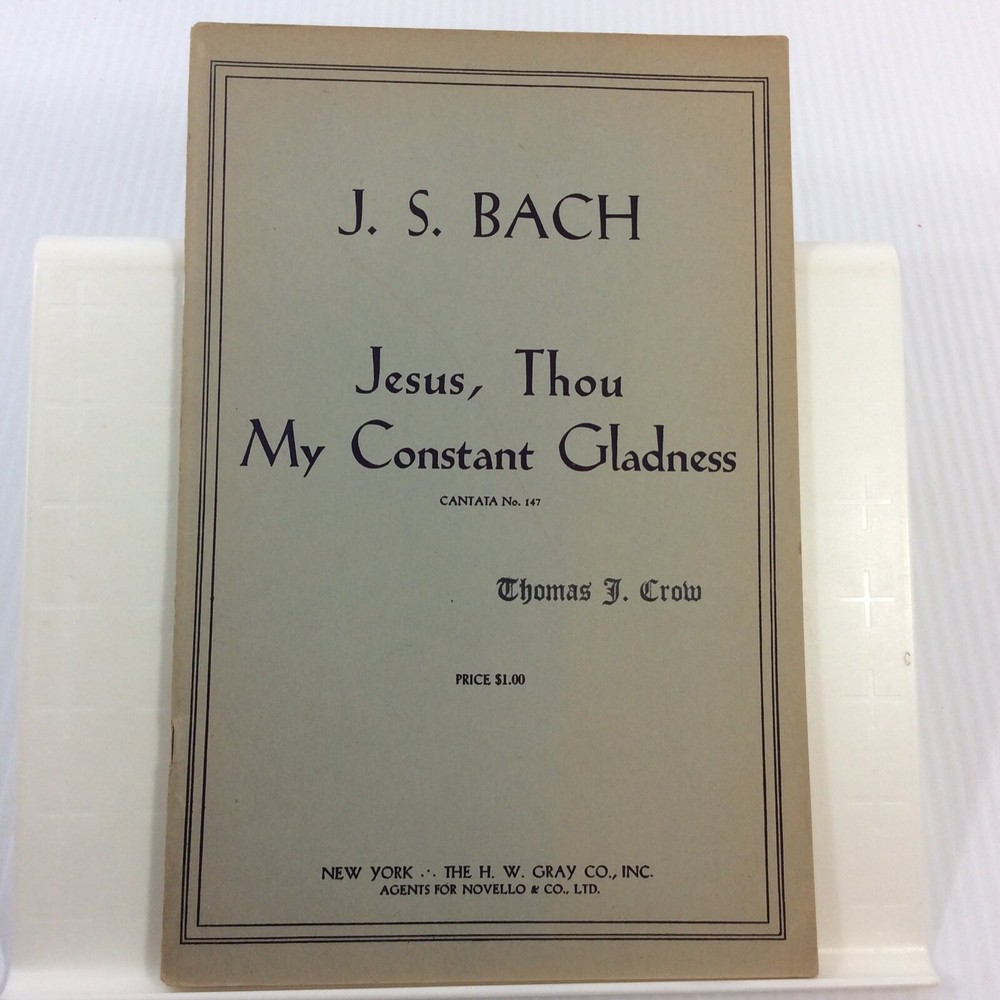 J. S. BACH
Jesus, Thou
My Constant Gladness
CANTATA No. 147
Thomas J. Crow
PRICE $1.00
NEW YORK ∴ THE H. W. GRAY CO., INC.
AGENTS FOR NOVELLO & CO., LTD.